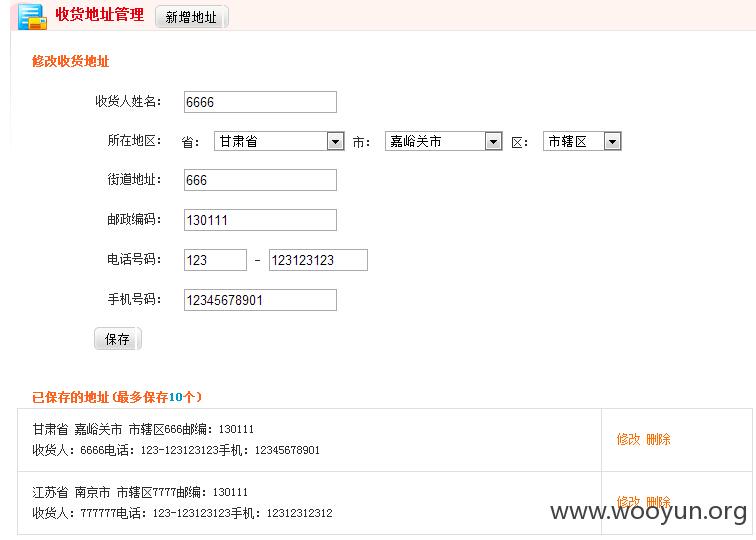 收货地址管理 新增地址
修改收货地址
收货人姓名： 6666
所在地区： 省： 甘肃省 市： 嘉峪关市 区： 市辖区
街道地址： 666
邮政编码： 130111
电话号码： 123 - 123123123
手机号码： 12345678901
保存
已保存的地址(最多保存10个)
甘肃省 嘉峪关市 市辖区666邮编：130111
收货人：6666电话：123-123123123手机：12345678901
修改 删除
江苏省 南京市 市辖区7777邮编：130111
收货人：777777电话：123-123123123手机：12312312312
修改 删除
www.wooyun.org